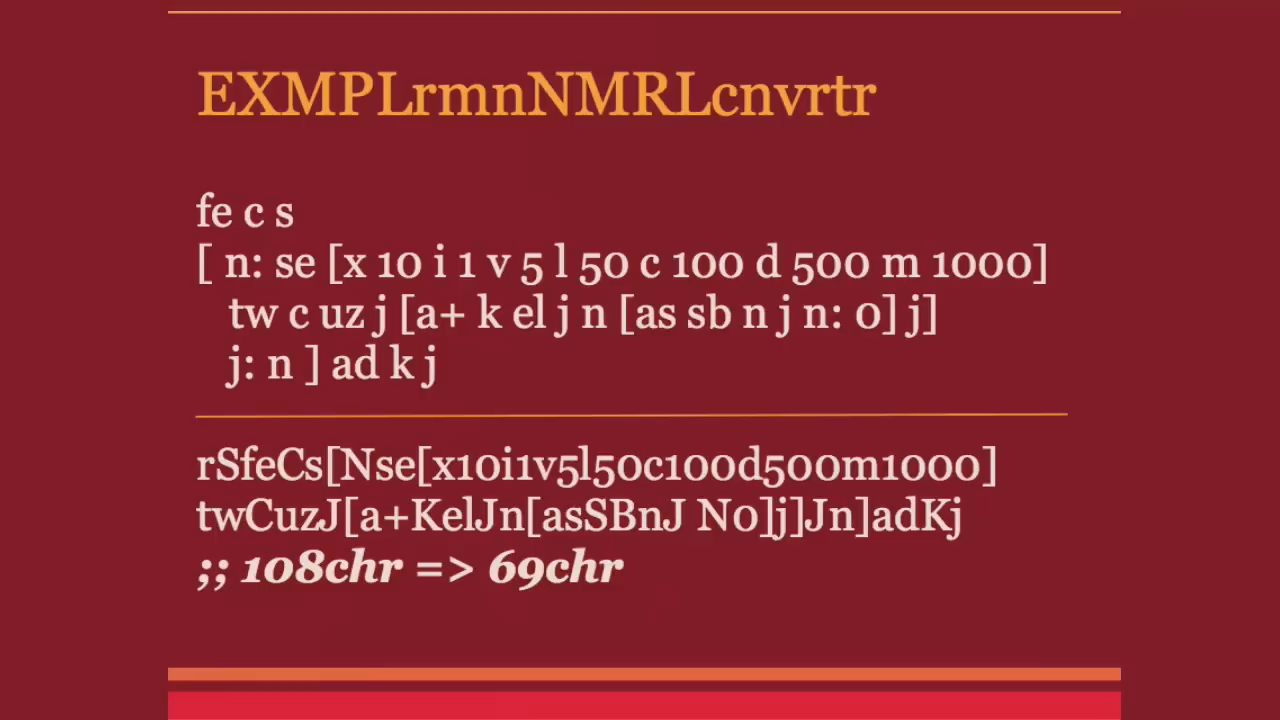 EXMPLrmnNMRLcnvrtr
fe c s
[ n: se [x 10 i 1 v 5 l 50 c 100 d 500 m 1000]
tw c uz j [a+ k el j n [as sb n j n: 0] j]
j: n ] ad k j
rSfeCs[Nse[x10i1v5l50c100d500m1000]
twCuzJ[a+KelJn[asSBnJ N0]j]Jn]adKj
;; 108chr => 69chr